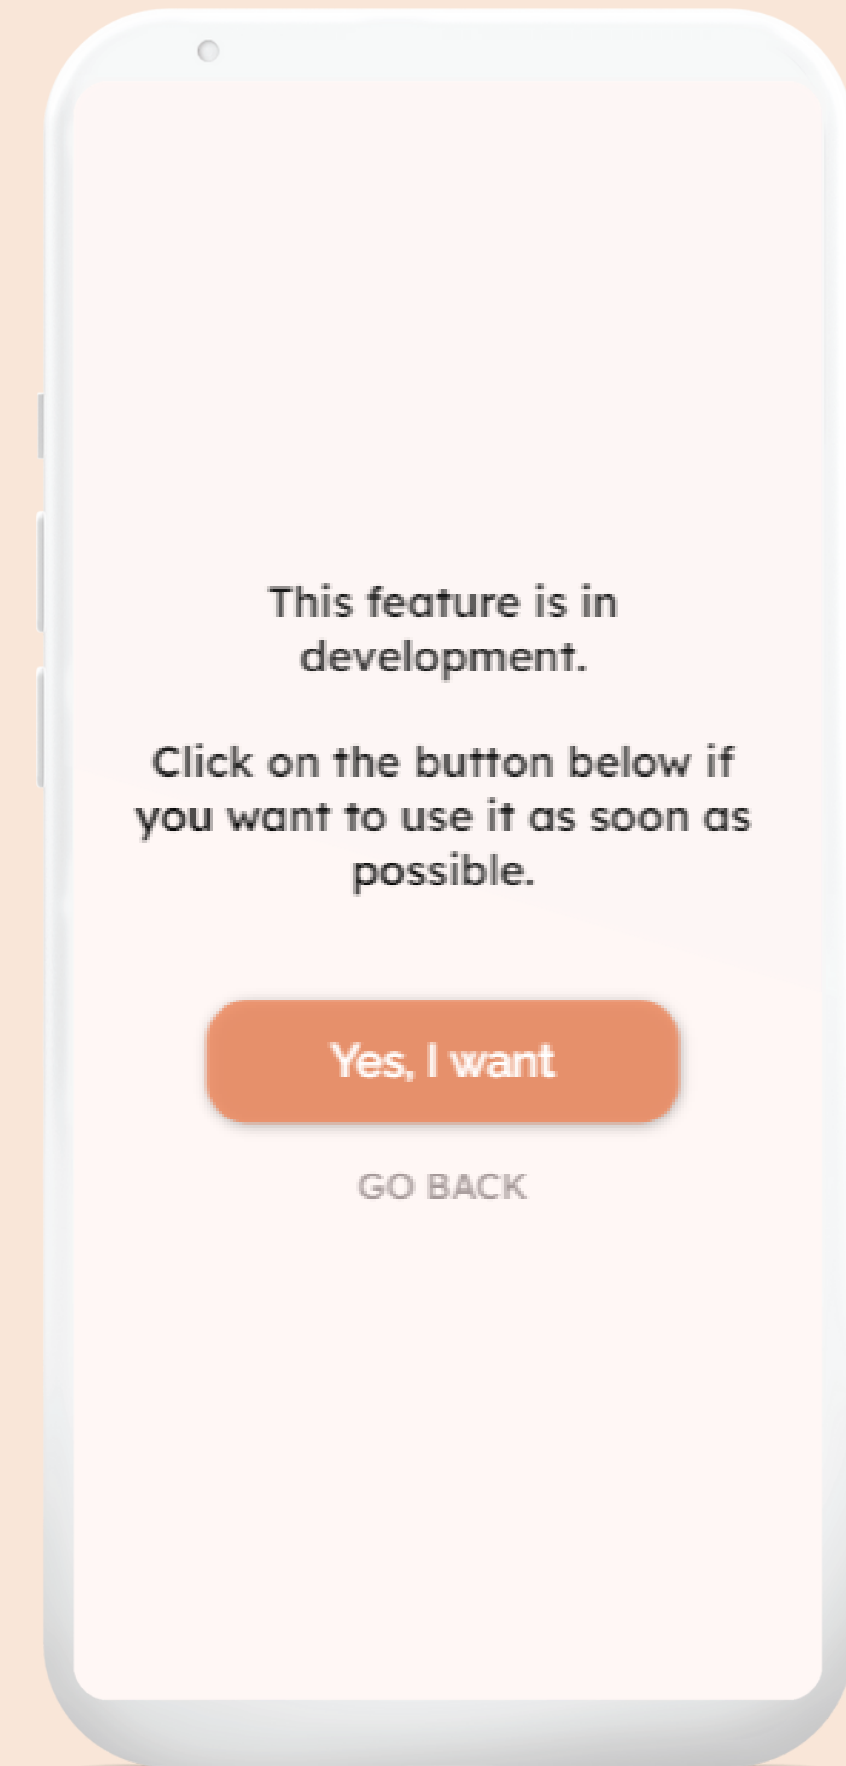 This feature is in
development.
Click on the button below if
you want to use it as soon as
possible.
Yes, I want
GO BACK